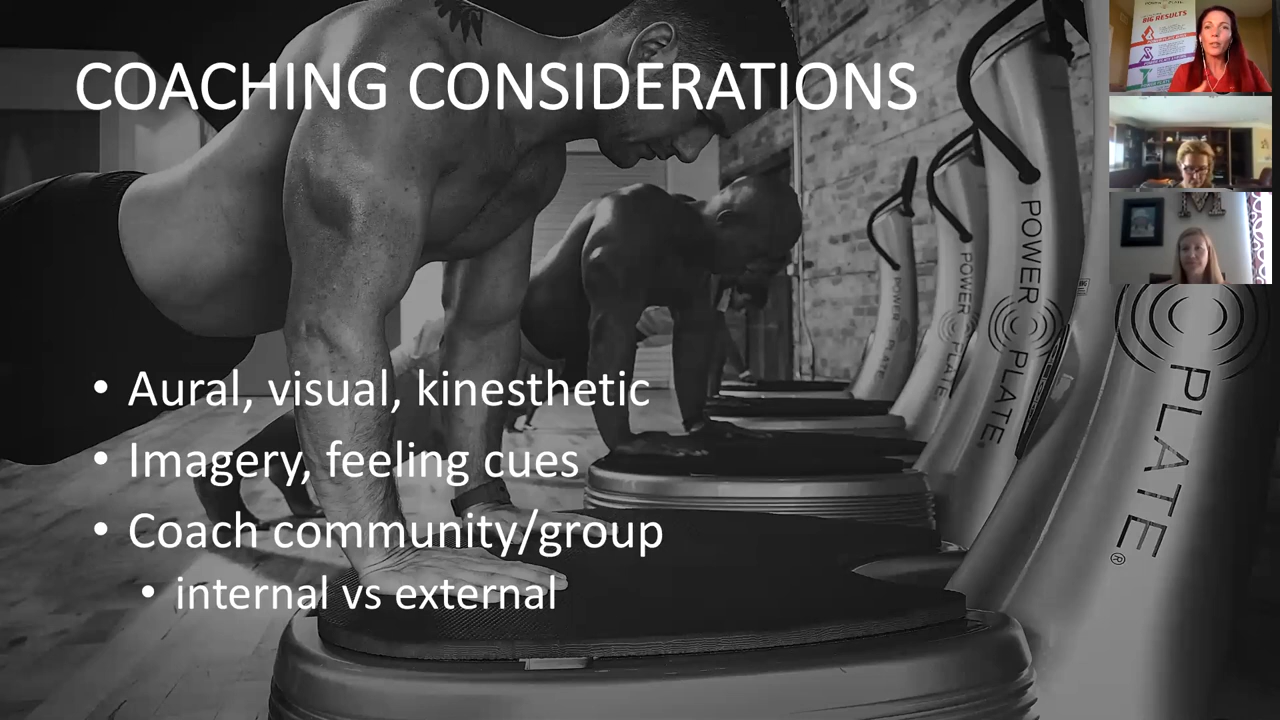 COACHING CONSIDERATIONS
• Aural, visual, kinesthetic
• Imagery, feeling cues
• Coach community/group
• internal vs external
BIG RESULTS
POWER PLATE
POWER PLATE
POWER PLATE
PLATE®
M